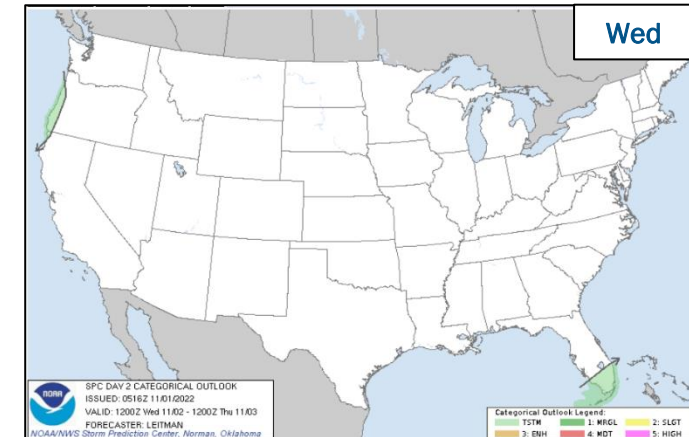 Wed
NOAA
SPC DAY 2 CATEGORICAL OUTLOOK
ISSUED: 0516Z 11/01/2022
VALID: 1200Z Wed 11/02 - 1200Z Thu 11/03
FORECASTER: LEITMAN
NOAA/NWS Storm Prediction Center, Norman, Oklahoma
Categorical Outlook Legend:
TSTM 1: MRGL 2: SLGT
3: ENH 4: MDT 5: HIGH